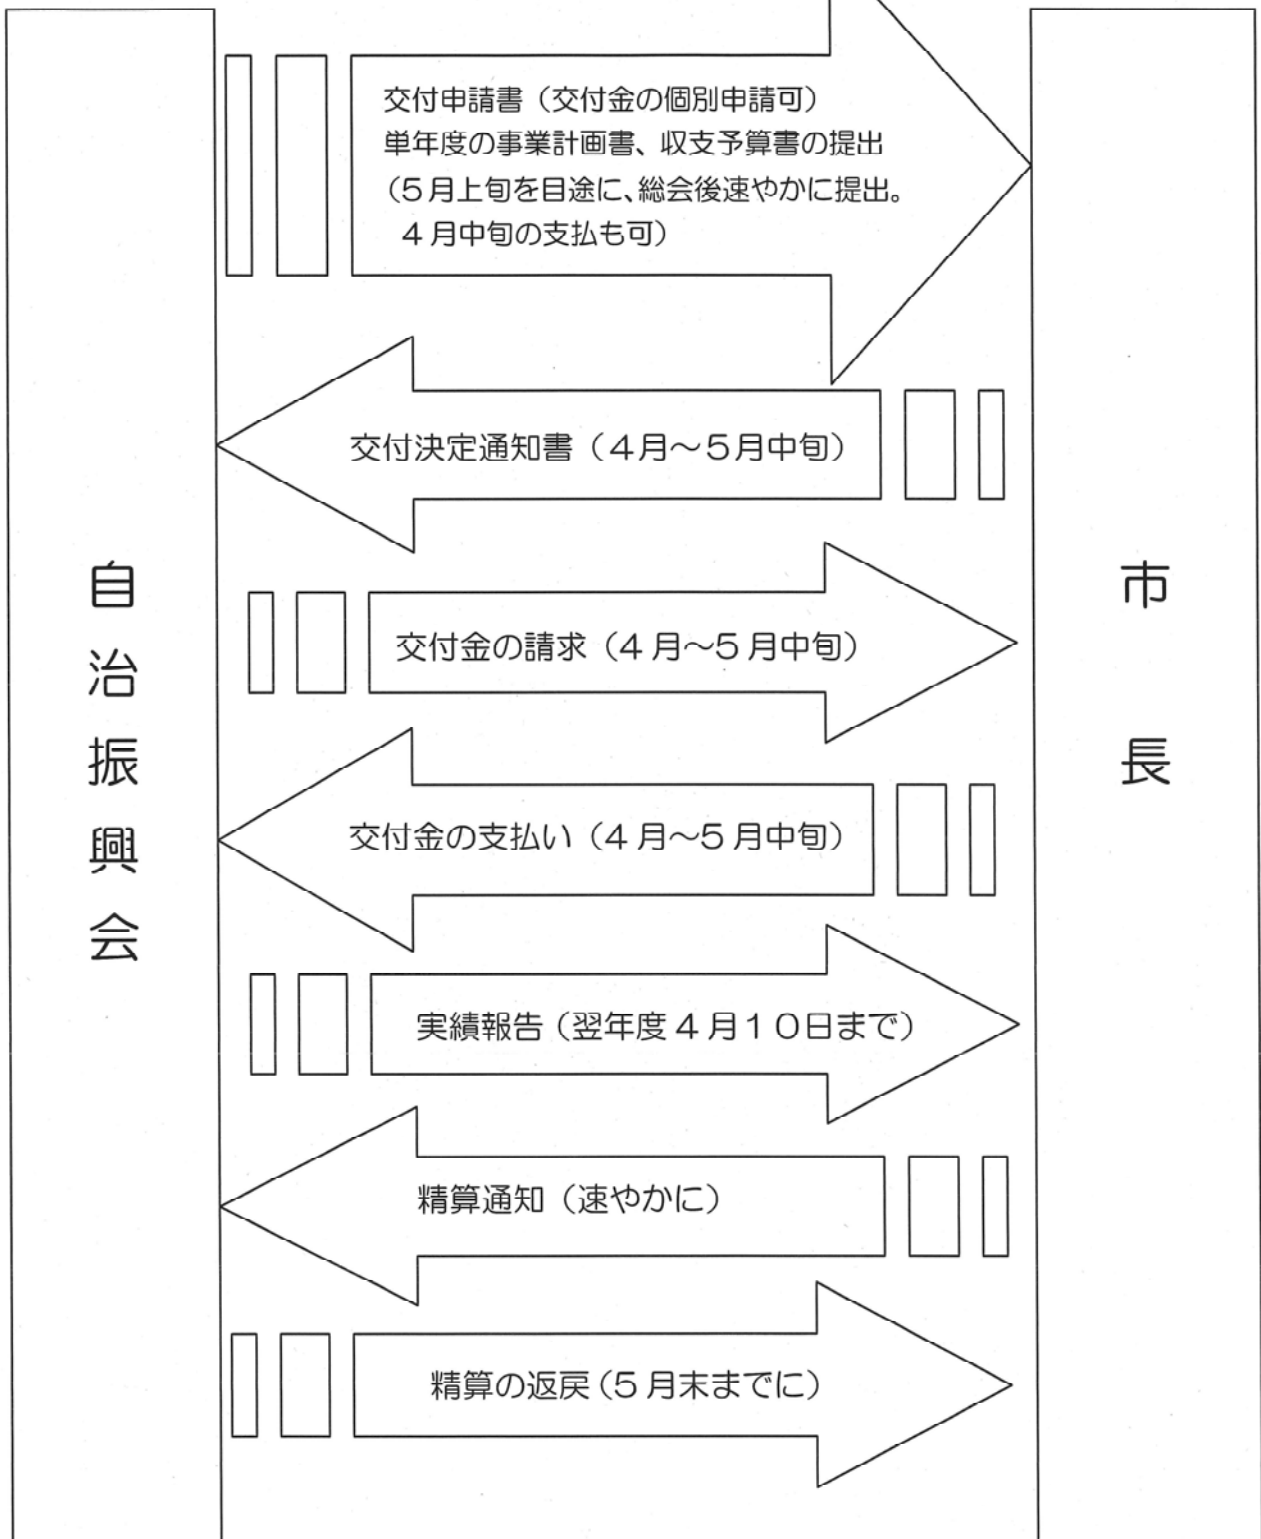 交付申請書（交付金の個別申請可）
単年度の事業計画書、収支予算書の提出
（５月上旬を目途に、総会後速やかに提出。
４月中旬の支払も可）
交付決定通知書（４月～５月中旬）
交付金の請求（４月～５月中旬）
交付金の支払い（４月～５月中旬）
実績報告（翌年度４月１０日まで）
精算通知（速やかに）
精算の返戻（５月末までに）
自治振興会
市長